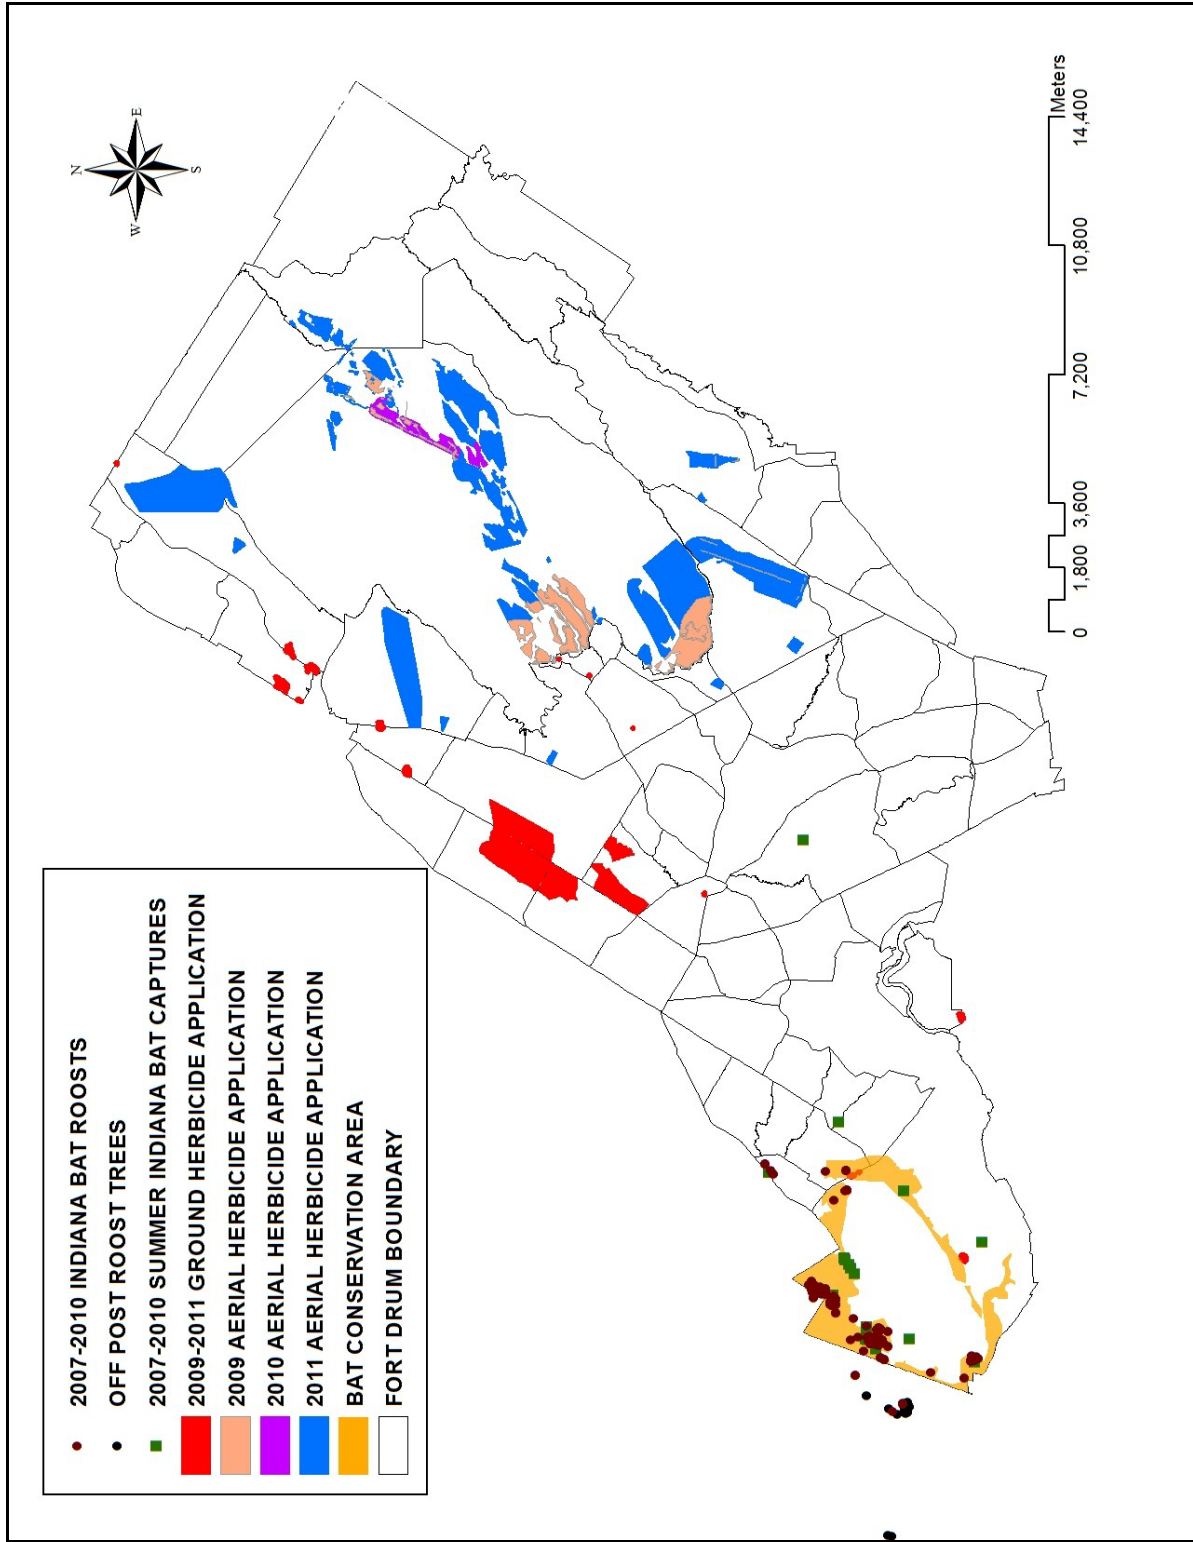 N
W
E
S
2007-2010 INDIANA BAT ROOSTS
OFF POST ROOST TREES
2007-2010 SUMMER INDIANA BAT CAPTURES
2009-2011 GROUND HERBICIDE APPLICATION
2009 AERIAL HERBICIDE APPLICATION
2010 AERIAL HERBICIDE APPLICATION
2011 AERIAL HERBICIDE APPLICATION
BAT CONSERVATION AREA
FORT DRUM BOUNDARY
Meters
0 1,800 3,600 7,200 10,800 14,400